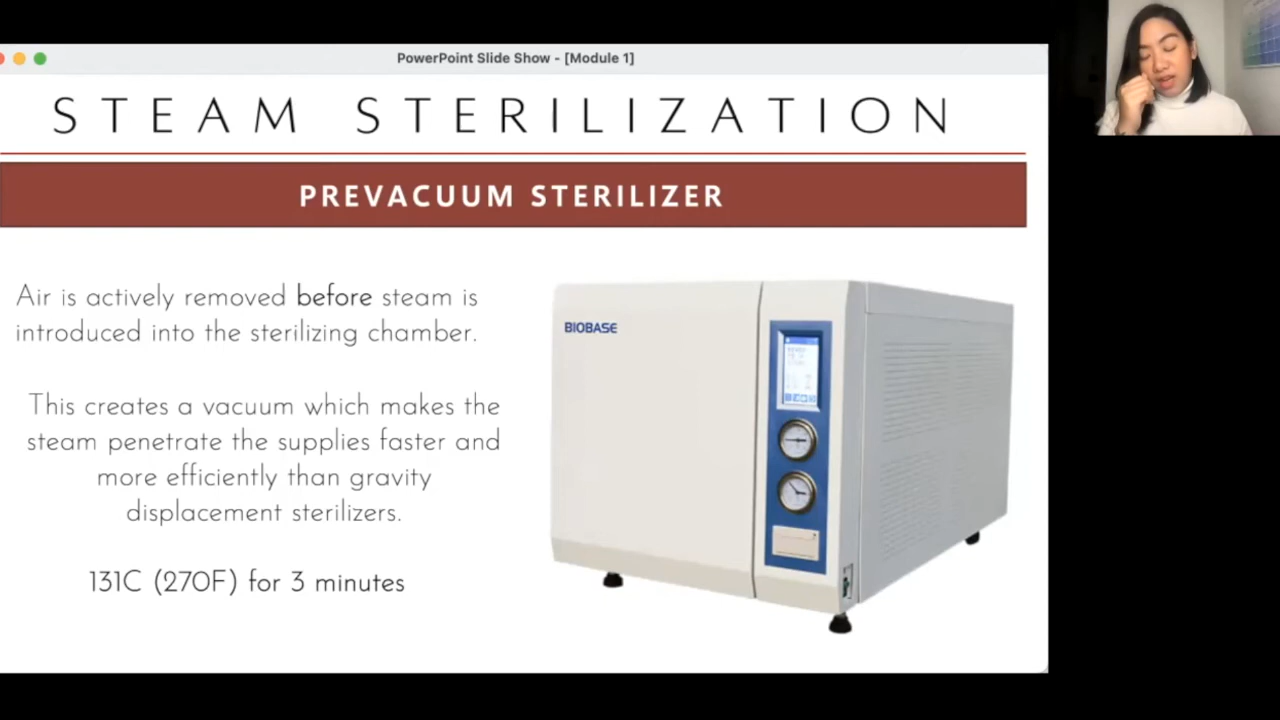 PowerPoint Slide Show - [Module 1]
STEAM STERILIZATION
PREVACUUM STERILIZER
Air is actively removed before steam is
introduced into the sterilizing chamber.
This creates a vacuum which makes the
steam penetrate the supplies faster and
more efficiently than gravity
displacement sterilizers.
131C (270F) for 3 minutes
BIOBASE